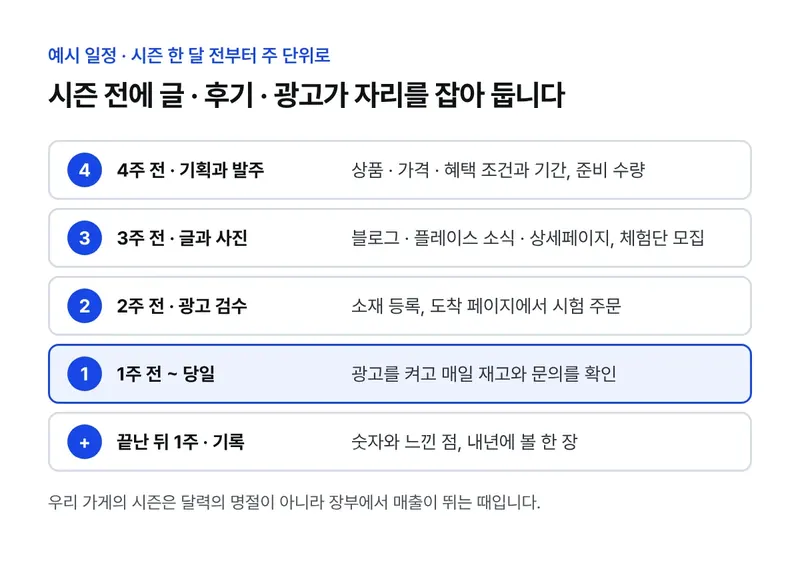 예시 일정 · 시즌 한 달 전부터 주 단위로
시즌 전에 글 · 후기 · 광고가 자리를 잡아 둡니다
4 4주 전 · 기획과 발주 상품 · 가격 · 혜택 조건과 기간, 준비 수량
3 3주 전 · 글과 사진 블로그 · 플레이스 소식 · 상세페이지, 체험단 모집
2 2주 전 · 광고 검수 소재 등록, 도착 페이지에서 시험 주문
1 1주 전 ~ 당일 광고를 켜고 매일 재고와 문의를 확인
+ 끝난 뒤 1주 · 기록 숫자와 느낀 점, 내년에 볼 한 장
우리 가게의 시즌은 달력의 명절이 아니라 장부에서 매출이 뛰는 때입니다.